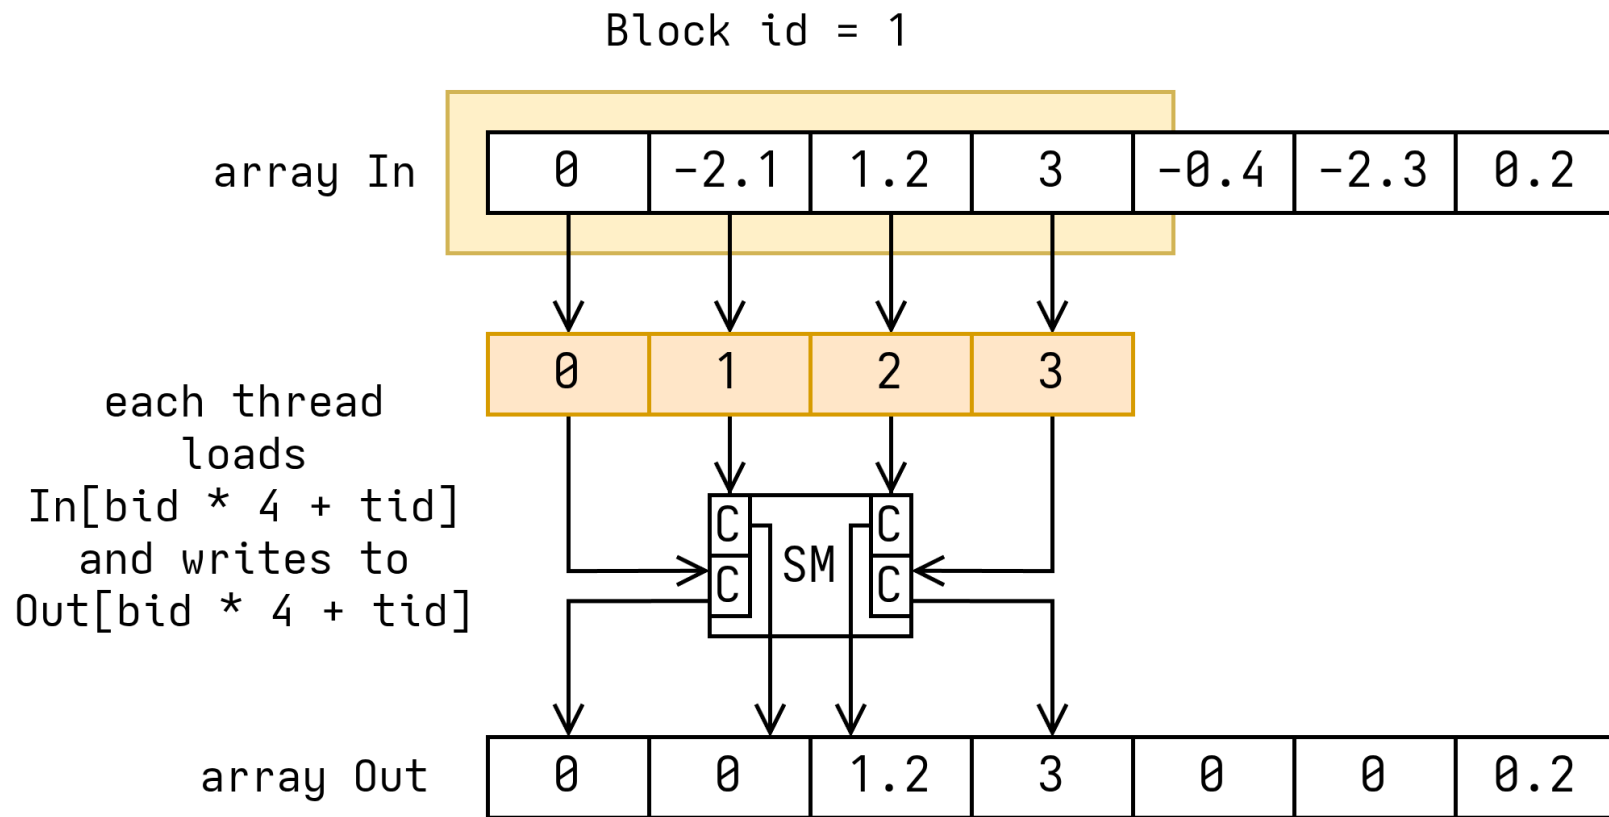 Block id = 1
array In 0 -2.1 1.2 3 -0.4 -2.3 0.2
0 1 2 3
each thread
loads
In[bid * 4 + tid]
and writes to
Out[bid * 4 + tid]
C C
SM
C C
array Out 0 0 1.2 3 0 0 0.2